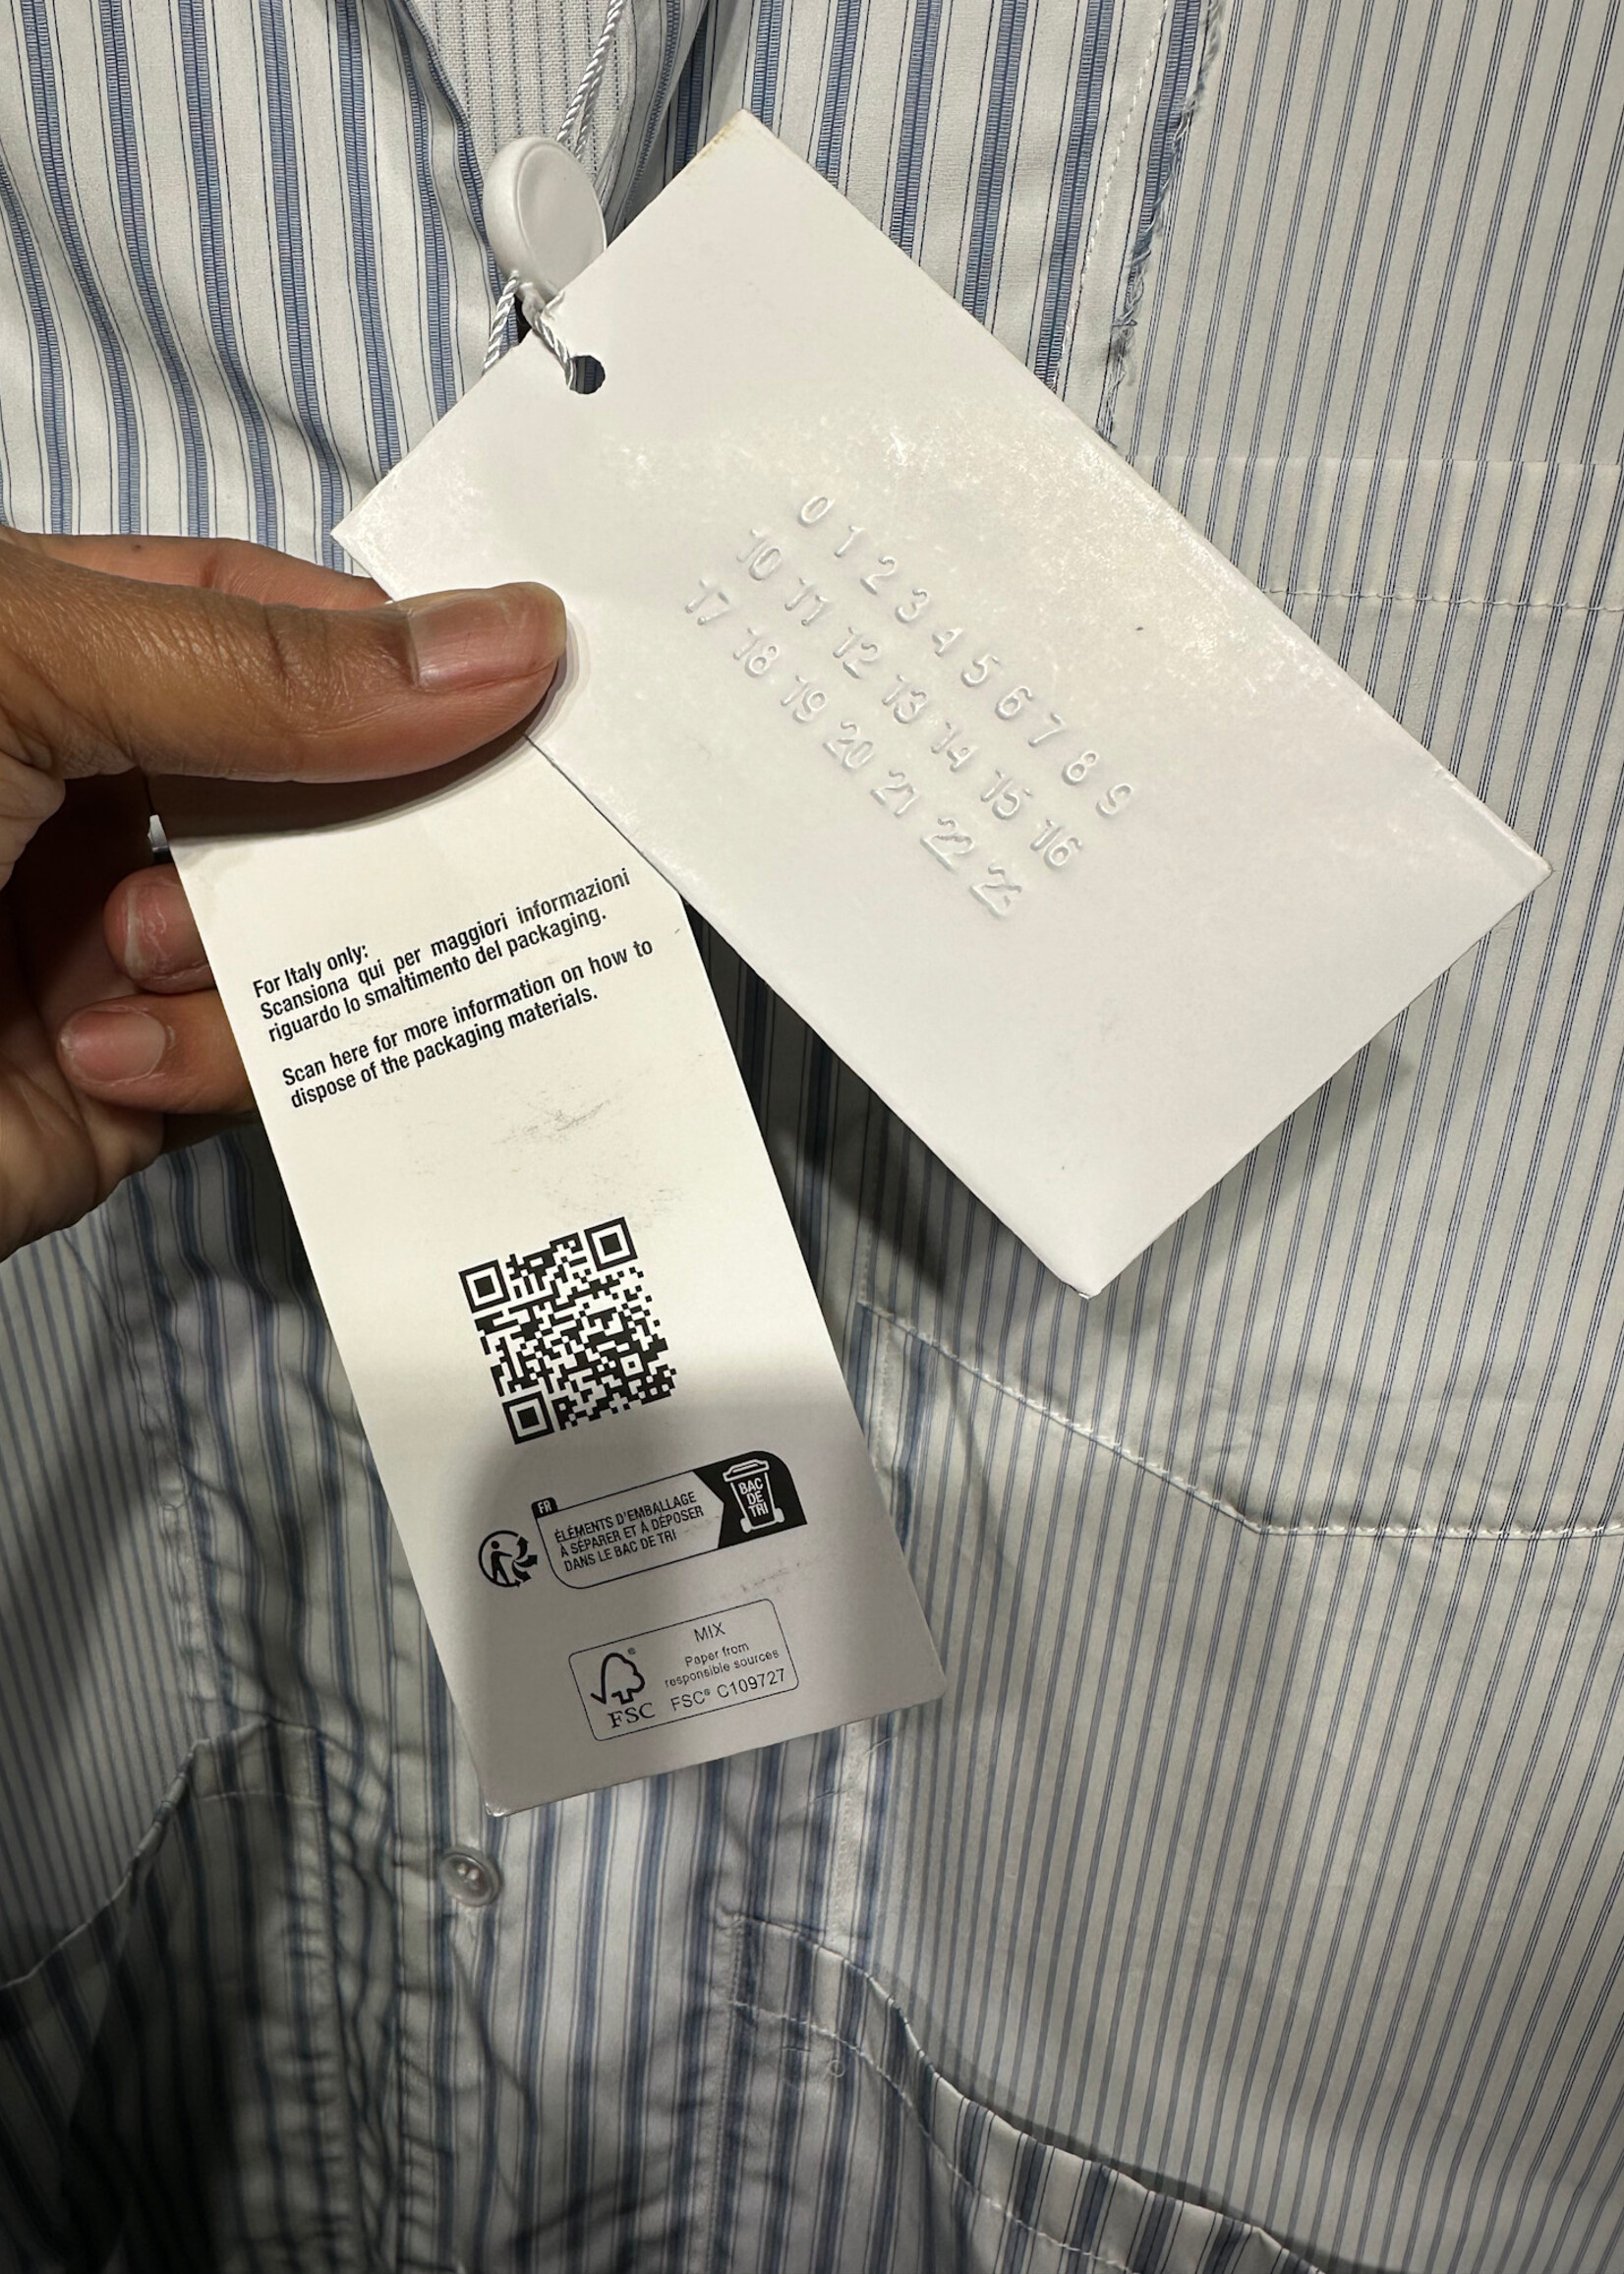 0 1 2 3 4 5 6 7 8 9
10 11 12 13 14 15 16
17 18 19 20 21 22 23
For Italy only:
Scansiona qui per maggiori informazioni
riguardo lo smaltimento del packaging.
Scan here for more information on how to
dispose of the packaging materials.
FR
ÉLÉMENTS D'EMBALLAGE
À SÉPARER ET À DÉPOSER
DANS LE BAC DE TRI
BAC
DE
TRI
MIX
Paper from
responsible sources
FSC® C109727
FSC